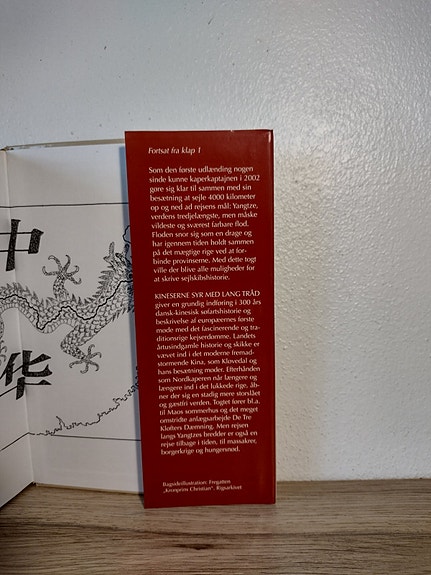 中
华
Fortsat fra klap 1
Som den første udlænding nogen
sinde kunne kaperkaptajnen i 2002
gøre sig klar til sammen med sin
besætning at sejle 4000 kilometer
op og ned ad rejsens mål: Yangtze,
verdens tredjelængste, men måske
vildeste og sværest farbare flod.
Floden snor sig som en drage og
har igennem tiden holdt sammen
på det mægtige rige ved at for-
binde provinserne. Med dette togt
ville der blive alle muligheder for
at skrive sejlskibshistorie.
KINESERNE SYR MED LANG TRÅD
giver en grundig indføring i 300 års
dansk-kinesisk søfartshistorie og
beskrivelse af europæernes første
møde med det fascinerende og tra-
ditionsrige kejserdømme. Landets
årtusindgamle historie og skikke er
vævet ind i det moderne fremad-
stormende Kina, som Klovedal og
hans besætning møder. Efterhånden
som Nordkaperen når længere og
længere ind i det lukkede rige, åb-
ner der sig en stadig mere storslået
og gæstfri verden. Togtet fører bl.a.
til Maos sommerhus og det meget
omstridte anlægsarbejde De Tre
Kløfters Dæmning. Men rejsen
langs Yangtzes bredder er også en
rejse tilbage i tiden, til massakrer,
borgerkrige og hungersnød.
Bagsideillustration: Fregatten
„Kronprins Christian“. Rigsarkivet